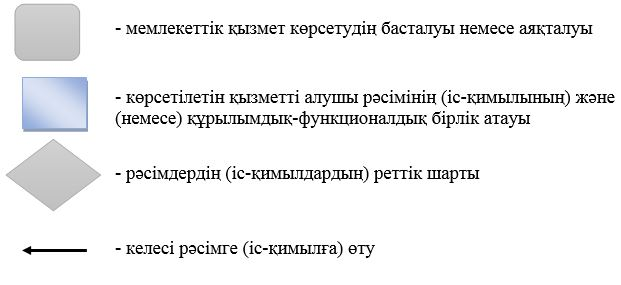 - мемлекеттік қызмет көрсетудің басталуы немесе аяқталуы
- көрсетілетін қызметті алушы рәсімінің (іс-қимылының) және
(немесе) құрылымдық-функционалдық бірлік атауы
- рәсімдердің (іс-қимылдардың) реттік шарты
- келесі рәсімге (іс-қимылға) өту